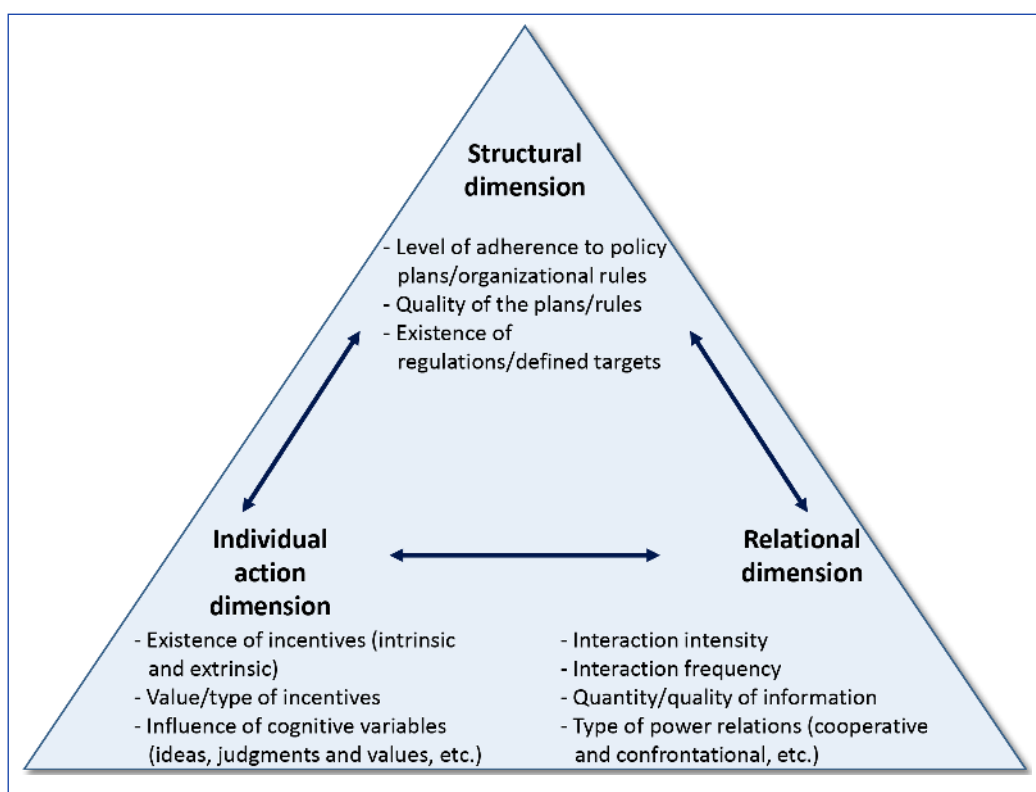 Structural
dimension
- Level of adherence to policy
plans/organizational rules
- Quality of the plans/rules
- Existence of
regulations/defined targets
Individual
action
dimension
- Existence of incentives (intrinsic
and extrinsic)
- Value/type of incentives
- Influence of cognitive variables
(ideas, judgments and values, etc.)
Relational
dimension
- Interaction intensity
- Interaction frequency
- Quantity/quality of information
- Type of power relations (cooperative
and confrontational, etc.)